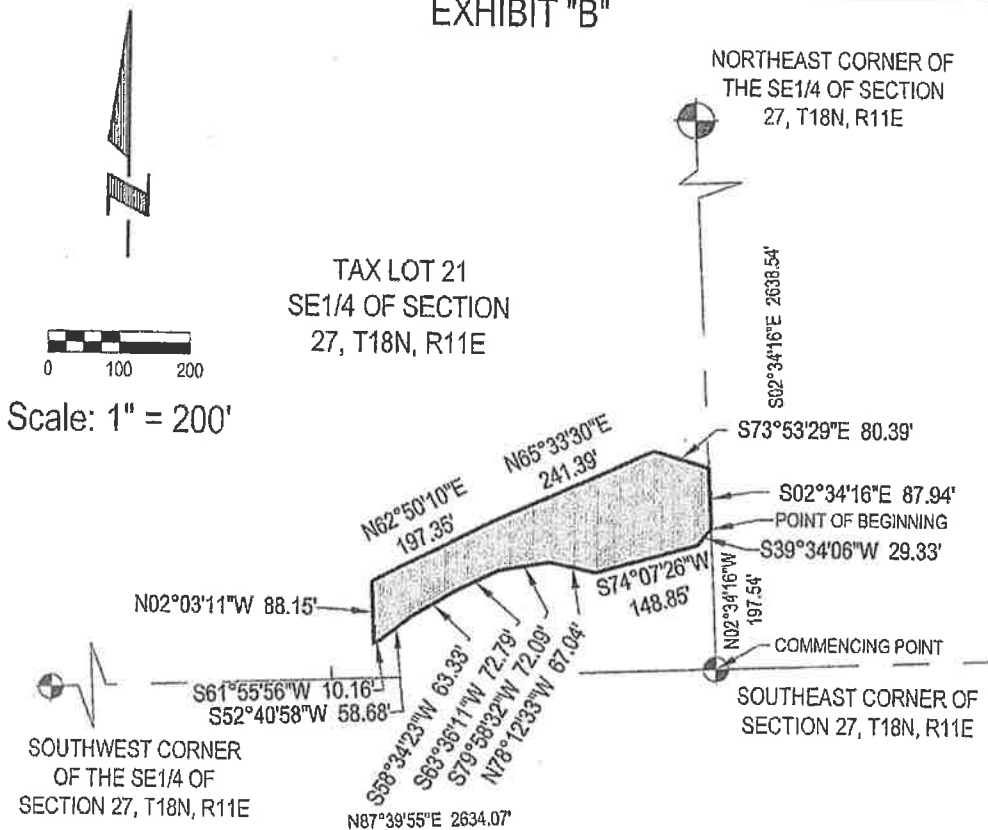 EXHIBIT "B"
NORTHEAST CORNER OF
THE SE1/4 OF SECTION
27, T18N, R11E
TAX LOT 21
SE1/4 OF SECTION
27, T18N, R11E
0 100 200
Scale: 1" = 200'
S02°34'16"E 2638.54'
S73°53'29"E 80.39'
N65°33'30"E
241.39'
N62°50'10"E
197.35'
S02°34'16"E 87.94'
POINT OF BEGINNING
S39°34'06"W 29.33'
S74°07'26"W
148.85'
N02°34'16"W
197.54'
N02°03'11"W 88.15'
COMMENCING POINT
S61°55'56"W 10.16'
S52°40'58"W 58.68'
S58°34'23"W 63.33'
S63°36'11"W 72.79'
S79°58'32"W 72.09'
N78°12'33"W 67.04'
SOUTHEAST CORNER OF
SECTION 27, T18N, R11E
SOUTHWEST CORNER
OF THE SE1/4 OF
SECTION 27, T18N, R11E
N87°39'55"E 2634.07'